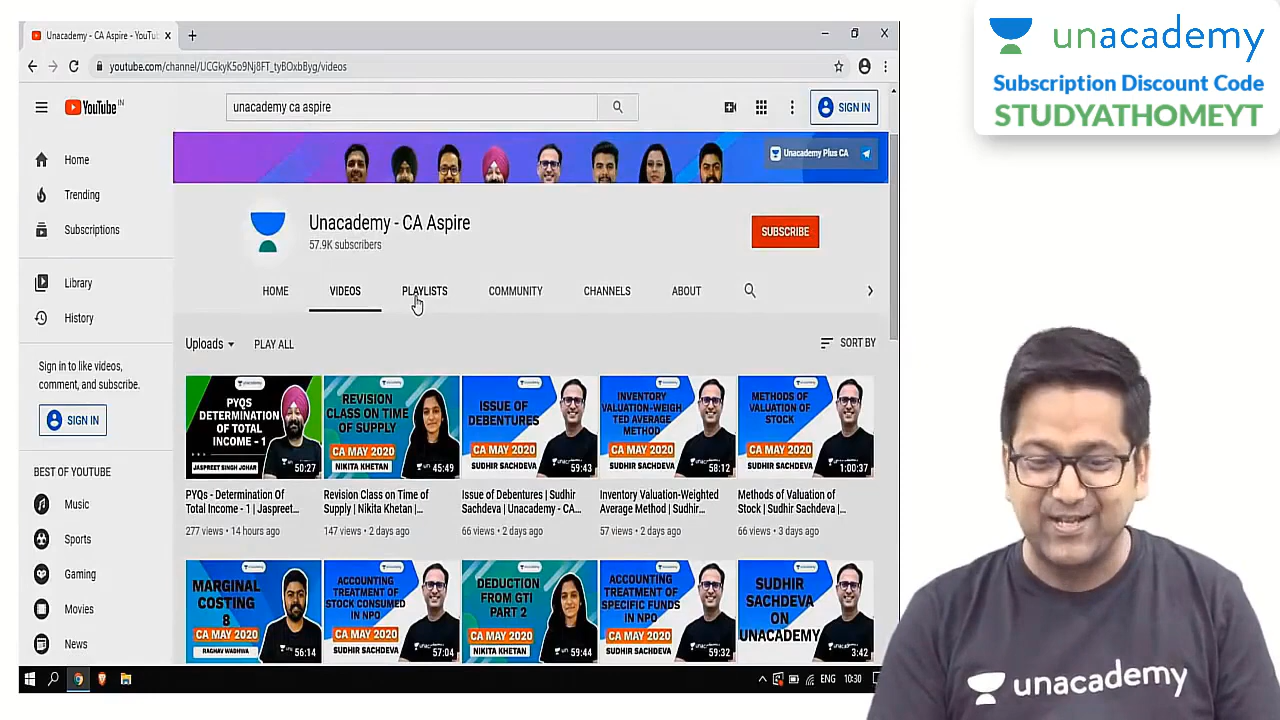 Unacademy - CA Aspire - YouTu
youtube.com/channel/UCGkyK5o9Nj8FT_tyBOxbByg/videos
YouTube IN
unacademy ca aspire
SIGN IN
Home
Trending
Subscriptions
Library
History
Sign in to like videos,
comment, and subscribe.
SIGN IN
BEST OF YOUTUBE
Music
Sports
Gaming
Movies
News
Unacademy Plus CA
Unacademy - CA Aspire
57.9K subscribers
SUBSCRIBE
HOME VIDEOS PLAYLISTS COMMUNITY CHANNELS ABOUT
Uploads PLAY ALL SORT BY
PYQS
DETERMINATION
OF TOTAL
INCOME - 1
JASPREET SINGH JOHAR
50:27
PYQs - Determination Of
Total Income - 1 | Jaspreet...
277 views • 14 hours ago
REVISION
CLASS ON TIME
OF SUPPLY
CA MAY 2020
NIKITA KHETAN
45:49
Revision Class on Time of
Supply | Nikita Khetan |...
147 views • 2 days ago
ISSUE OF
DEBENTURES
CA MAY 2020
SUDHIR SACHDEVA
59:43
Issue of Debentures | Sudhir
Sachdeva | Unacademy - CA...
66 views • 2 days ago
INVENTORY
VALUATION-WEIGH
TED AVERAGE
METHOD
CA MAY 2020
SUDHIR SACHDEVA
58:12
Inventory Valuation-Weighted
Average Method | Sudhir...
57 views • 2 days ago
METHODS OF
VALUATION OF
STOCK
CA MAY 2020
SUDHIR SACHDEVA
1:00:37
Methods of Valuation of
Stock | Sudhir Sachdeva |...
66 views • 3 days ago
MARGINAL
COSTING
8
CA MAY 2020
RAGHAV WADHWA
56:14
ACCOUNTING
TREATMENT OF
STOCK CONSUMED
IN NPO
CA MAY 2020
SUDHIR SACHDEVA
57:04
DEDUCTION
FROM GTI
PART 2
CA MAY 2020
NIKITA KHETAN
59:44
ACCOUNTING
TREATMENT OF
SPECIFIC FUNDS
IN NPO
CA MAY 2020
SUDHIR SACHDEVA
59:32
SUDHIR
SACHDEVA
ON
UNACADEMY
3:42
ENG 10:30
unacademy
Subscription Discount Code
STUDYATHOMEYT
unacademy